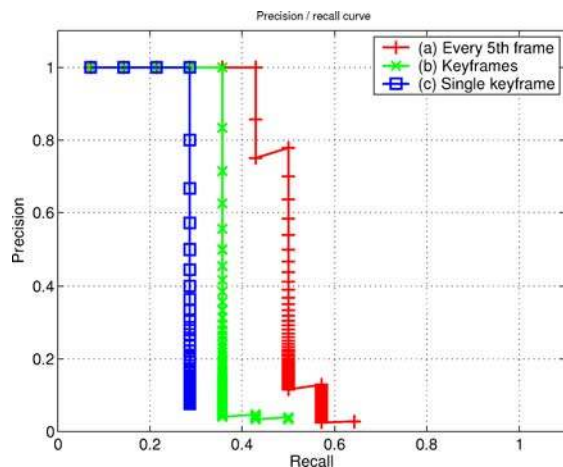 Precision / recall curve
(a) Every 5th frame
(b) Keyframes
(c) Single keyframe
Precision
1
0.8
0.6
0.4
0.2
0
0 0.2 0.4 0.6 0.8 1
Recall